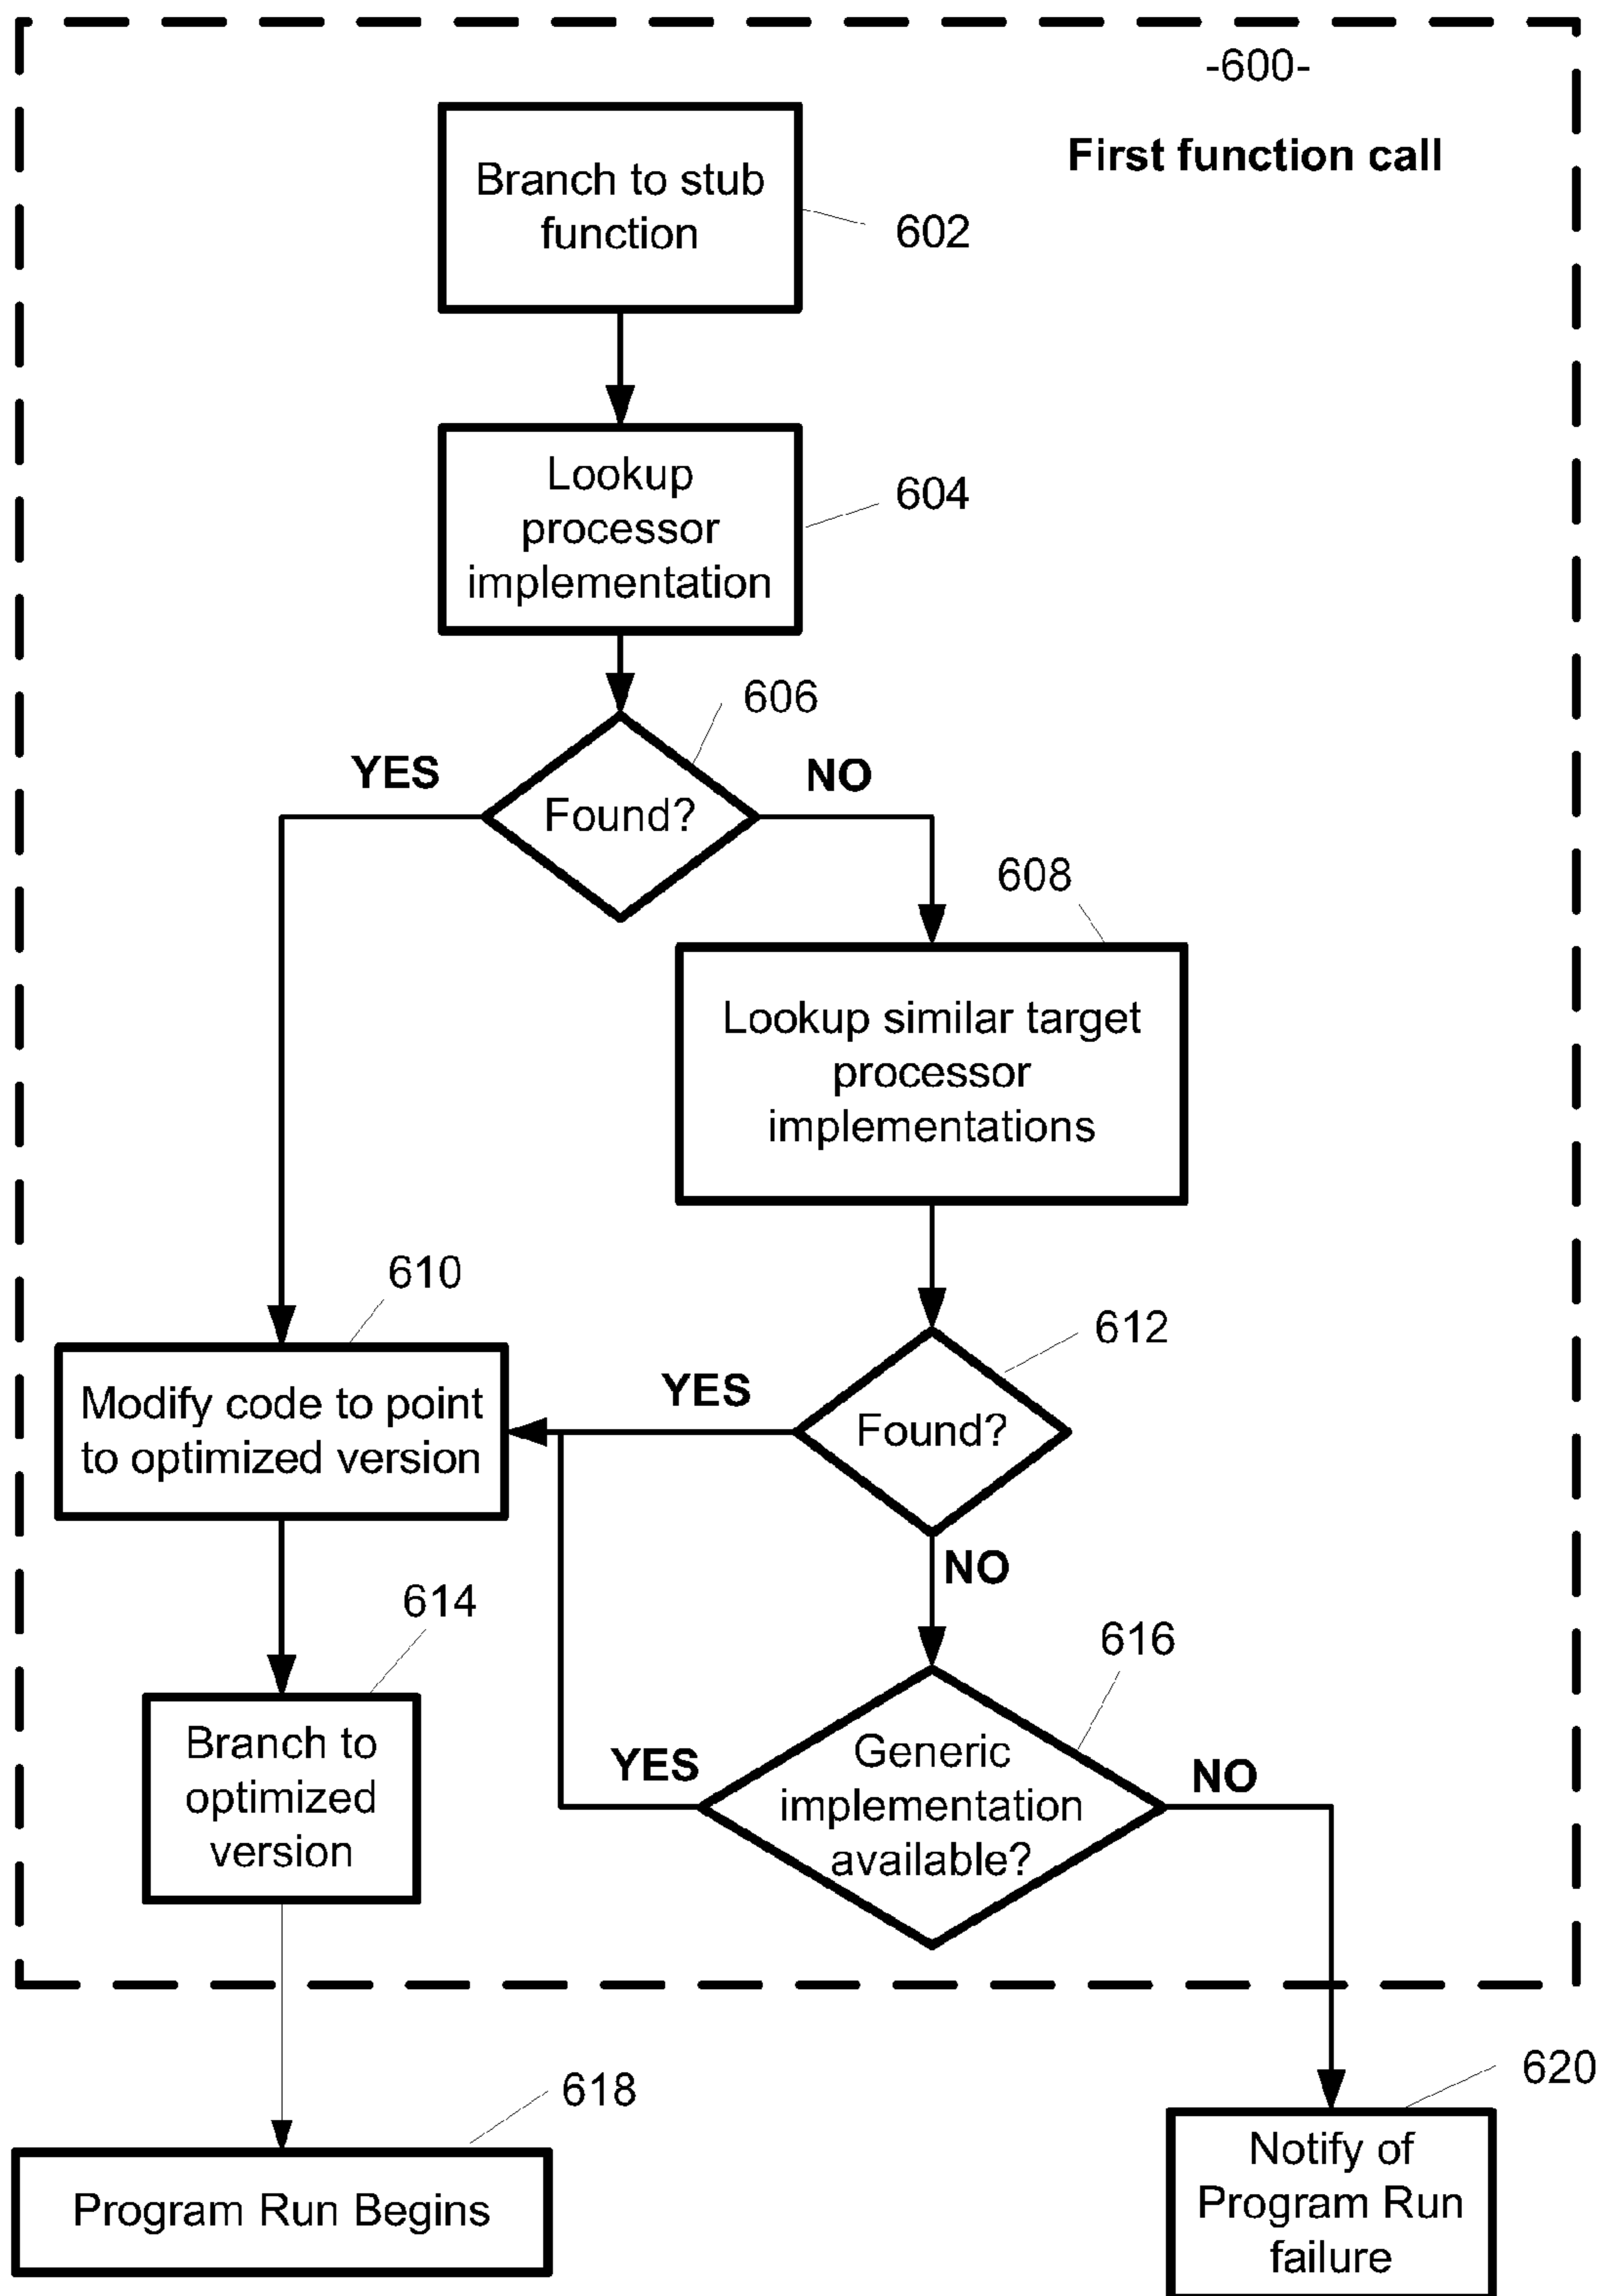 -600-
First function call
Branch to stub
function
602
Lookup
processor
implementation
604
606
YES
NO
Found?
608
Lookup similar target
processor
implementations
610
612
Modify code to point
to optimized version
YES
Found?
NO
614
616
Branch to
optimized
version
YES
Generic
implementation
available?
NO
618
620
Program Run Begins
Notify of
Program Run
failure